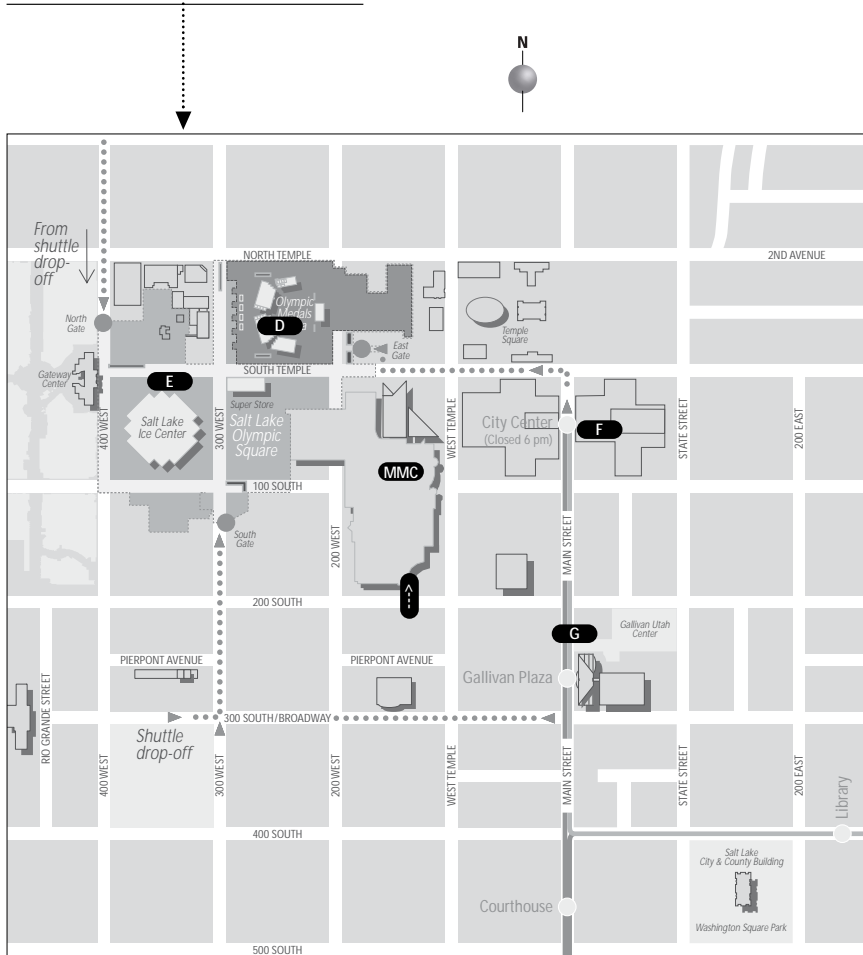 N
From
shuttle
drop-
off
NORTH TEMPLE
2ND AVENUE
North
Gate
Olympic
Medals
D
Temple
Square
East
Gate
Gateway
Center
SOUTH TEMPLE
E
Super Store
400 WEST
Salt Lake
Ice Center
300 WEST
Salt Lake
Olympic
Square
WEST TEMPLE
City Center
(Closed 6 pm)
F
STATE STREET
200 EAST
MMC
100 SOUTH
South
Gate
200 WEST
MAIN STREET
<---
200 SOUTH
G
Gallivan Utah
Center
PIERPONT AVENUE
PIERPONT AVENUE
Gallivan Plaza
RIO GRANDE STREET
300 SOUTH/BROADWAY
Shuttle
drop-off
400 WEST
300 WEST
200 WEST
WEST TEMPLE
MAIN STREET
STATE STREET
200 EAST
Library
400 SOUTH
Salt Lake
City & County Building
Courthouse
Washington Square Park
500 SOUTH